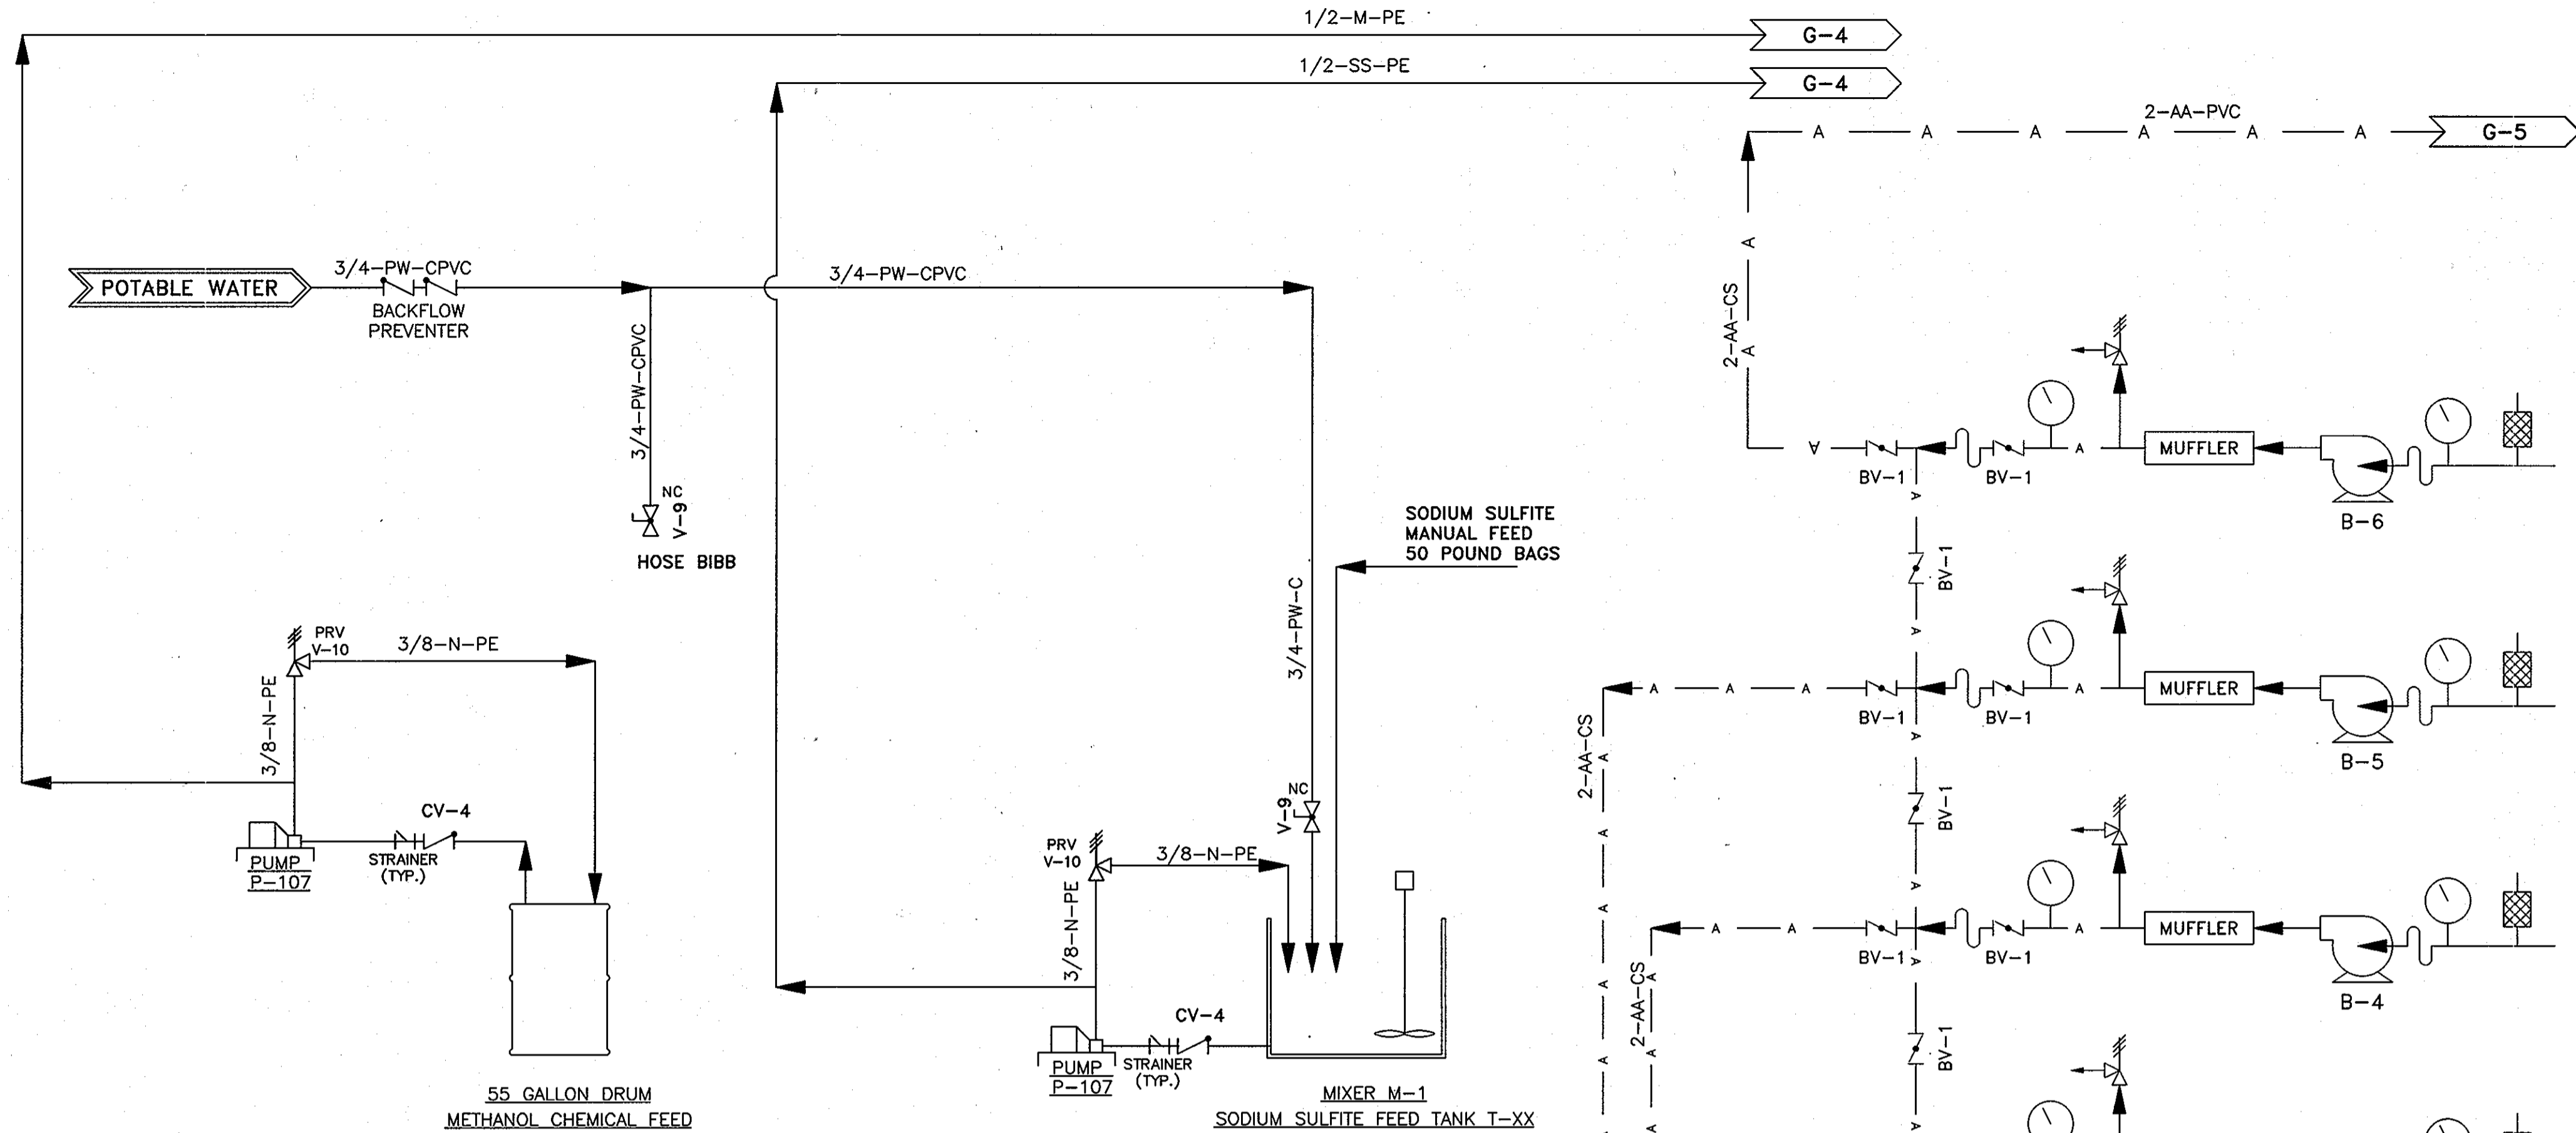 1/2-M-PE
G-4
1/2-SS-PE
G-4
2-AA-PVC
A A A A A A
G-5
A
2-AA-CS
A
3/4-PW-CPVC
POTABLE WATER
BACKFLOW
PREVENTER
3/4-PW-CPVC
3/4-PW-CPVC
NC
V-9
HOSE BIBB
SODIUM SULFITE
MANUAL FEED
50 POUND BAGS
3/4-PW-C
NC
V-9
PRV
V-10
3/8-N-PE
3/8-N-PE
CV-4
PUMP
P-107
STRAINER
(TYP.)
55 GALLON DRUM
METHANOL CHEMICAL FEED
PRV
V-10
3/8-N-PE
3/8-N-PE
CV-4
PUMP
P-107
STRAINER
(TYP.)
MIXER M-1
SODIUM SULFITE FEED TANK T-XX
A A MUFFLER
BV-1 BV-1
B-6
A
BV-1
A
A A A A MUFFLER
BV-1 BV-1
B-5
A
2-AA-CS
A
BV-1
A
A
A A A MUFFLER
BV-1 BV-1
A
B-4
A
2-AA-CS
A
A
BV-1
A
A
A
A
A